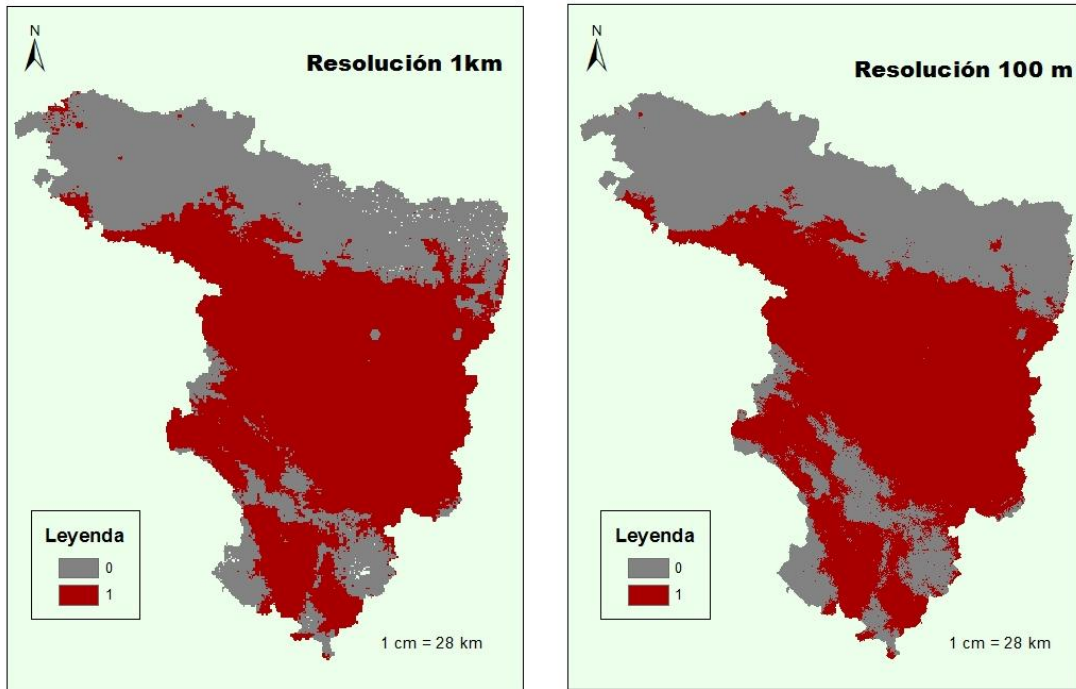 N
Resolución 1km
Leyenda
0
1
1 cm = 28 km
N
Resolución 100 m
Leyenda
0
1
1 cm = 28 km